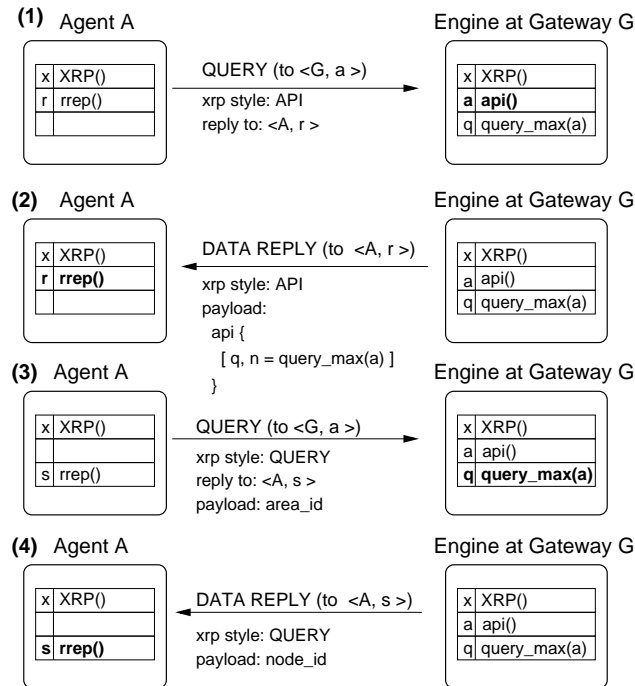 (1) Agent A Engine at Gateway G
x XRP() QUERY (to <G, a >) x XRP()
r rrep() xrp style: API a api()
reply to: <A, r > q query_max(a)
(2) Agent A Engine at Gateway G
x XRP() DATA REPLY (to <A, r >) x XRP()
r rrep() xrp style: API a api()
payload: q query_max(a)
api {
[ q, n = query_max(a) ]
}
(3) Agent A Engine at Gateway G
x XRP() QUERY (to <G, a >) x XRP()
xrp style: QUERY a api()
s rrep() reply to: <A, s > q query_max(a)
payload: area_id
(4) Agent A Engine at Gateway G
x XRP() DATA REPLY (to <A, s >) x XRP()
xrp style: QUERY a api()
s rrep() payload: node_id q query_max(a)